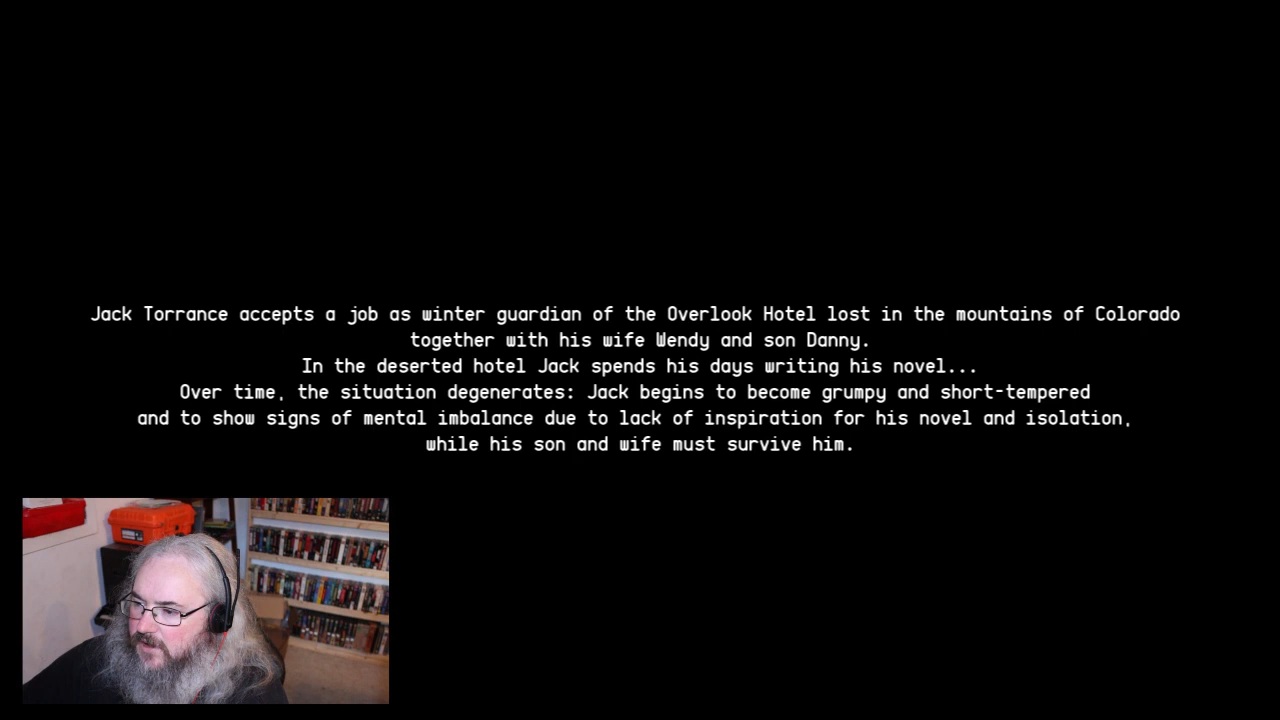 Jack Torrance accepts a job as winter guardian of the Overlook Hotel lost in the mountains of Colorado
together with his wife Wendy and son Danny.
In the deserted hotel Jack spends his days writing his novel...
Over time, the situation degenerates: Jack begins to become grumpy and short-tempered
and to show signs of mental imbalance due to lack of inspiration for his novel and isolation,
while his son and wife must survive him.